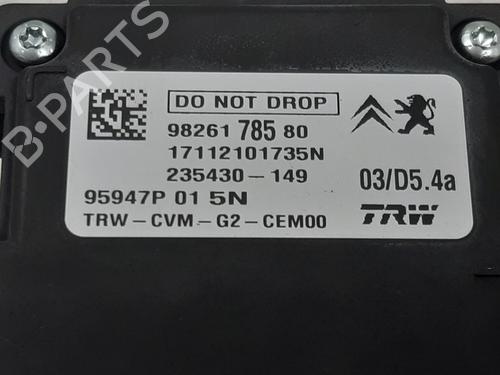 DO NOT DROP
98261 785 80
17112101735N
235430-149
03/D5.4a
95947P 01 5N
TRW-CVM-G2-CEM00
TRW
B-PARTS